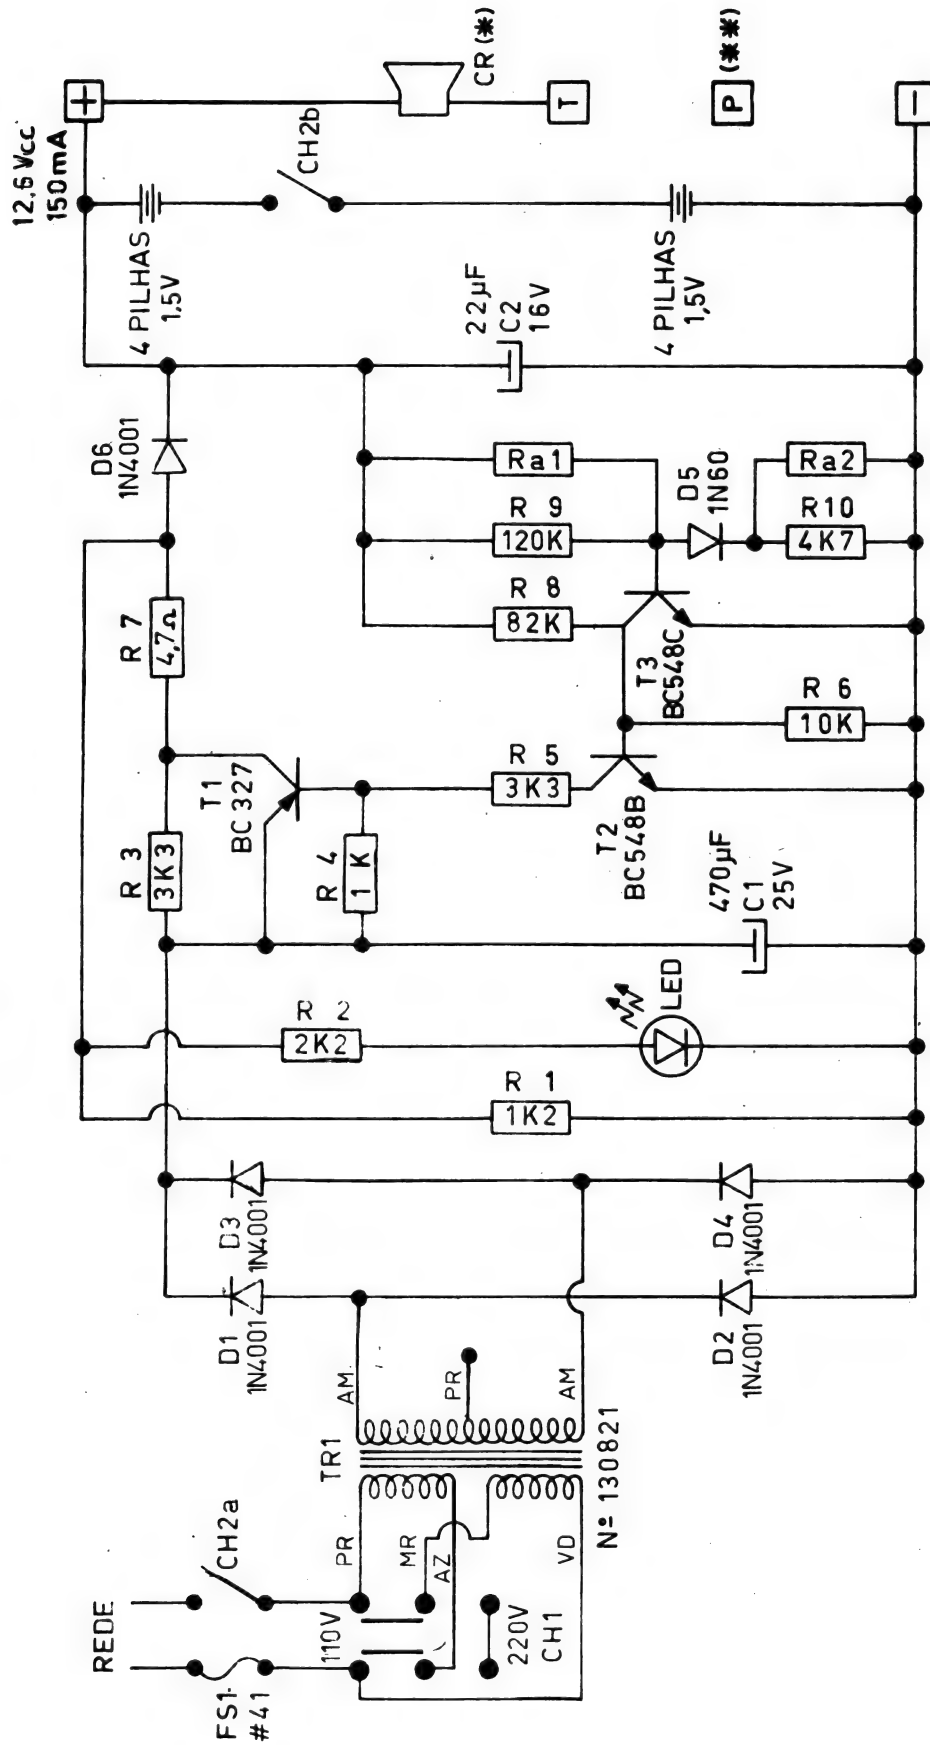 REDE
FS1
#41
CH2a
110V
220V
CH1
PR
MR
AZ
VD
TR1
Nº 130821
AM
PR
AM
D1
1N4001
D3
1N4001
D2
1N4001
D4
1N4001
R 1
1K2
R 2
2K2
LED
R 3
3K3
R 4
1 K
T1
BC 327
470µF
C1
25V
R 5
3K3
T2
BC548B
R 6
10K
R 7
4,7Ω
T3
BC548C
R 8
82K
R 9
120K
Ra1
D5
1N60
R10
4K7
Ra2
D6
1N4001
22µF
C2
16V
4 PILHAS
1,5V
4 PILHAS
1,5V
CH2b
12.6 Vcc
150mA
+
CR (*)
T
P
(**)
-